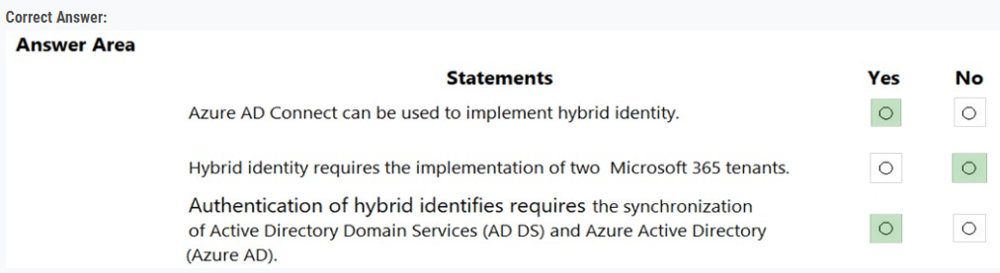 Correct Answer:
Answer Area
Statements Yes No
Azure AD Connect can be used to implement hybrid identity.
Hybrid identity requires the implementation of two Microsoft 365 tenants.
Authentication of hybrid identifies requires the synchronization
of Active Directory Domain Services (AD DS) and Azure Active Directory
(Azure AD).